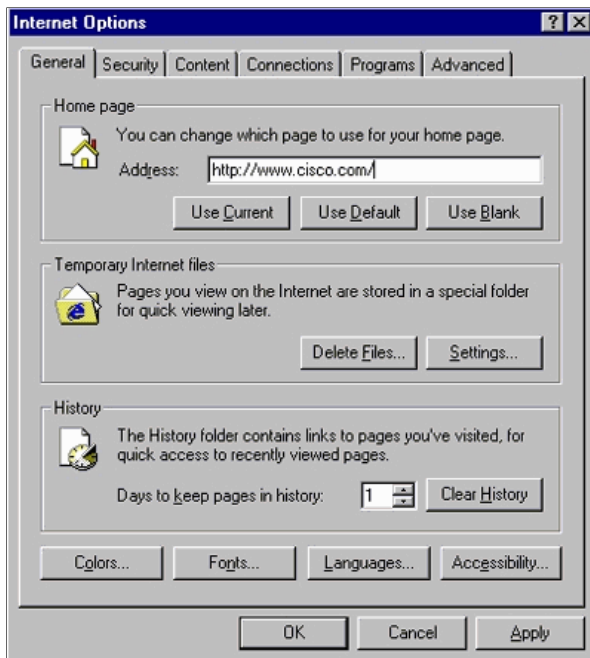 Internet Options
General Security Content Connections Programs Advanced
Home page
You can change which page to use for your home page.
Address: http://www.cisco.com/
Use Current Use Default Use Blank
Temporary Internet files
Pages you view on the Internet are stored in a special folder
for quick viewing later.
Delete Files... Settings...
History
The History folder contains links to pages you've visited, for
quick access to recently viewed pages.
Days to keep pages in history: 1 Clear History
Colors... Fonts... Languages... Accessibility...
OK Cancel Apply